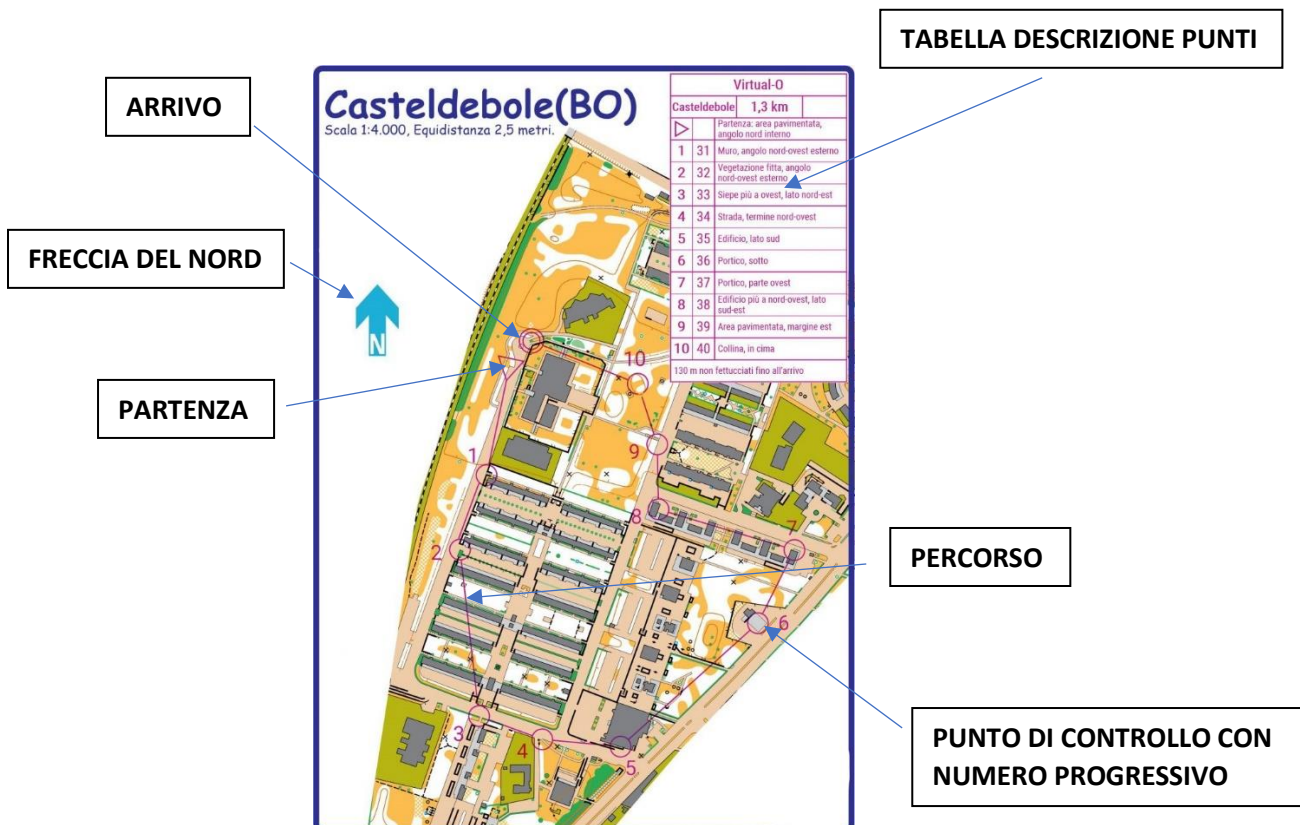 TABELLA DESCRIZIONE PUNTI
ARRIVO
FRECCIA DEL NORD
PARTENZA
Casteldebole(BO)
Scala 1:4.000, Equidistanza 2,5 metri.
N
Virtual-O
Casteldebole 1,3 km
Partenza: area pavimentata,
angolo nord interno
1 31 Muro, angolo nord-ovest esterno
2 32 Vegetazione fitta, angolo
nord-ovest esterno
3 33 Siepe più a ovest, lato nord-est
4 34 Strada, termine nord-ovest
5 35 Edificio, lato sud
6 36 Portico, sotto
7 37 Portico, parte ovest
8 38 Edificio più a nord-ovest, lato
sud-est
9 39 Area pavimentata, margine est
10 40 Collina, in cima
130 m non fettucciati fino all'arrivo
10
9
1
8
7
2
6
3
4
5
PERCORSO
PUNTO DI CONTROLLO CON
NUMERO PROGRESSIVO